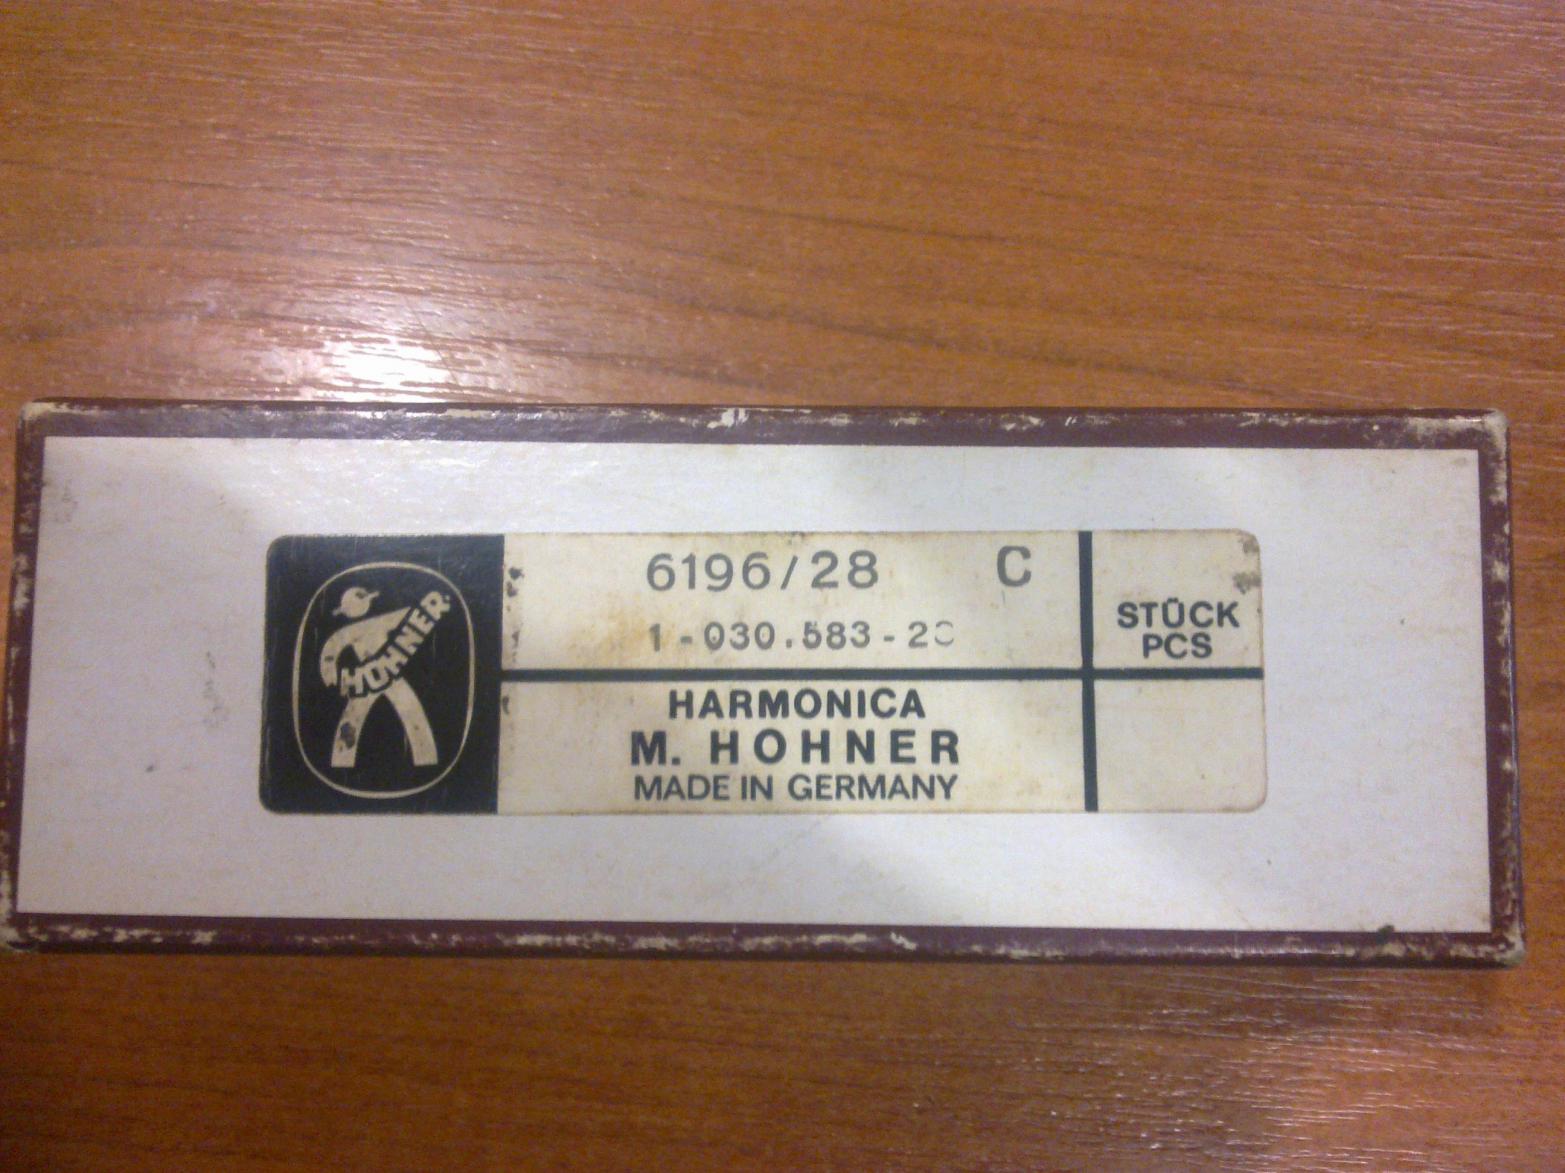 6196/28 C
1-030.583-2
STÜCK
PCS
HOHNER
HARMONICA
M. HOHNER
MADE IN GERMANY